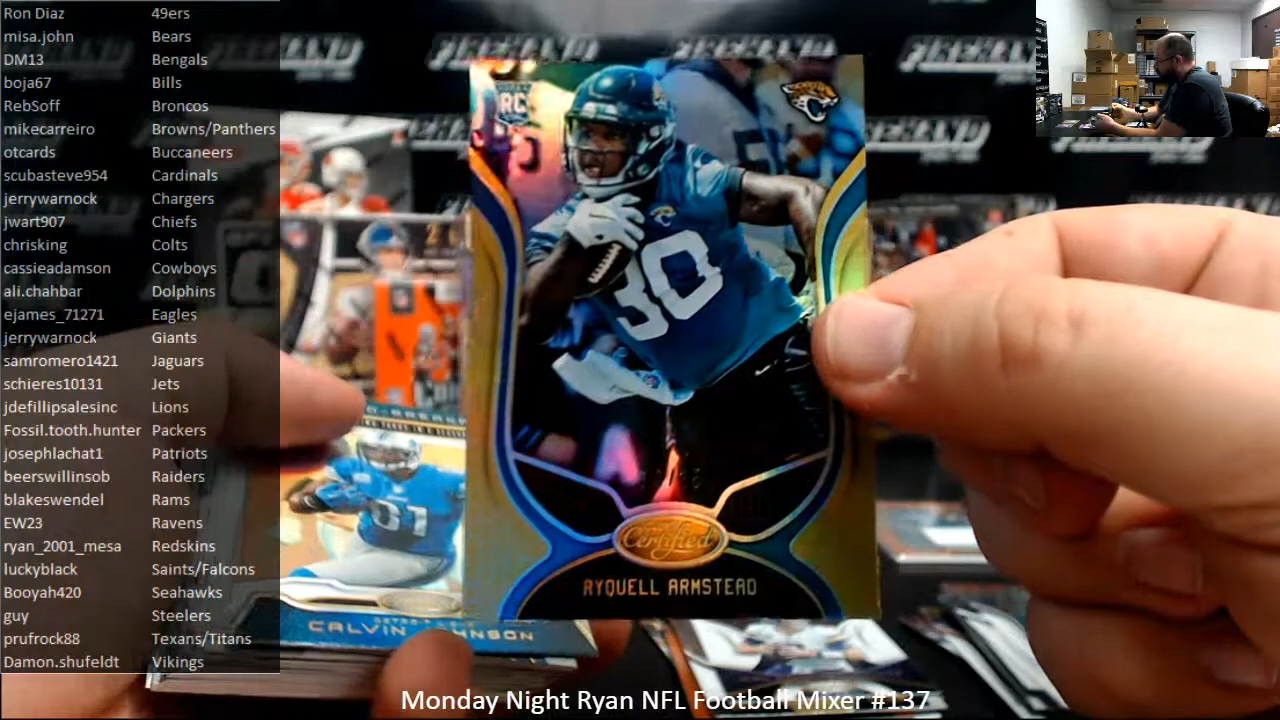 Ron Diaz 49ers
misa.john Bears
DM13 Bengals
boja67 Bills
RebSoff Broncos
mikecarreiro Browns/Panthers
otcards Buccaneers
scubasteve954 Cardinals
jerrywarnock Chargers
jwart907 Chiefs
chrisking Colts
cassieadamson Cowboys
ali.chahbar Dolphins
ejames_71271 Eagles
jerrywarnock Giants
samromero1421 Jaguars
schieres10131 Jets
jdefillipsalesinc Lions
Fossil.tooth.hunter Packers
josephlachat1 Patriots
beerswillinsob Raiders
blakeswendel Rams
EW23 Ravens
ryan_2001_mesa Redskins
luckyblack Saints/Falcons
Booyah420 Seahawks
guy Steelers
prufrock88 Texans/Titans
Damon.shufeldt Vikings
RC
30
Certified
RYQUELL ARMSTEAD
81
CALVIN JOHNSON
Monday Night Ryan NFL Football Mixer #137